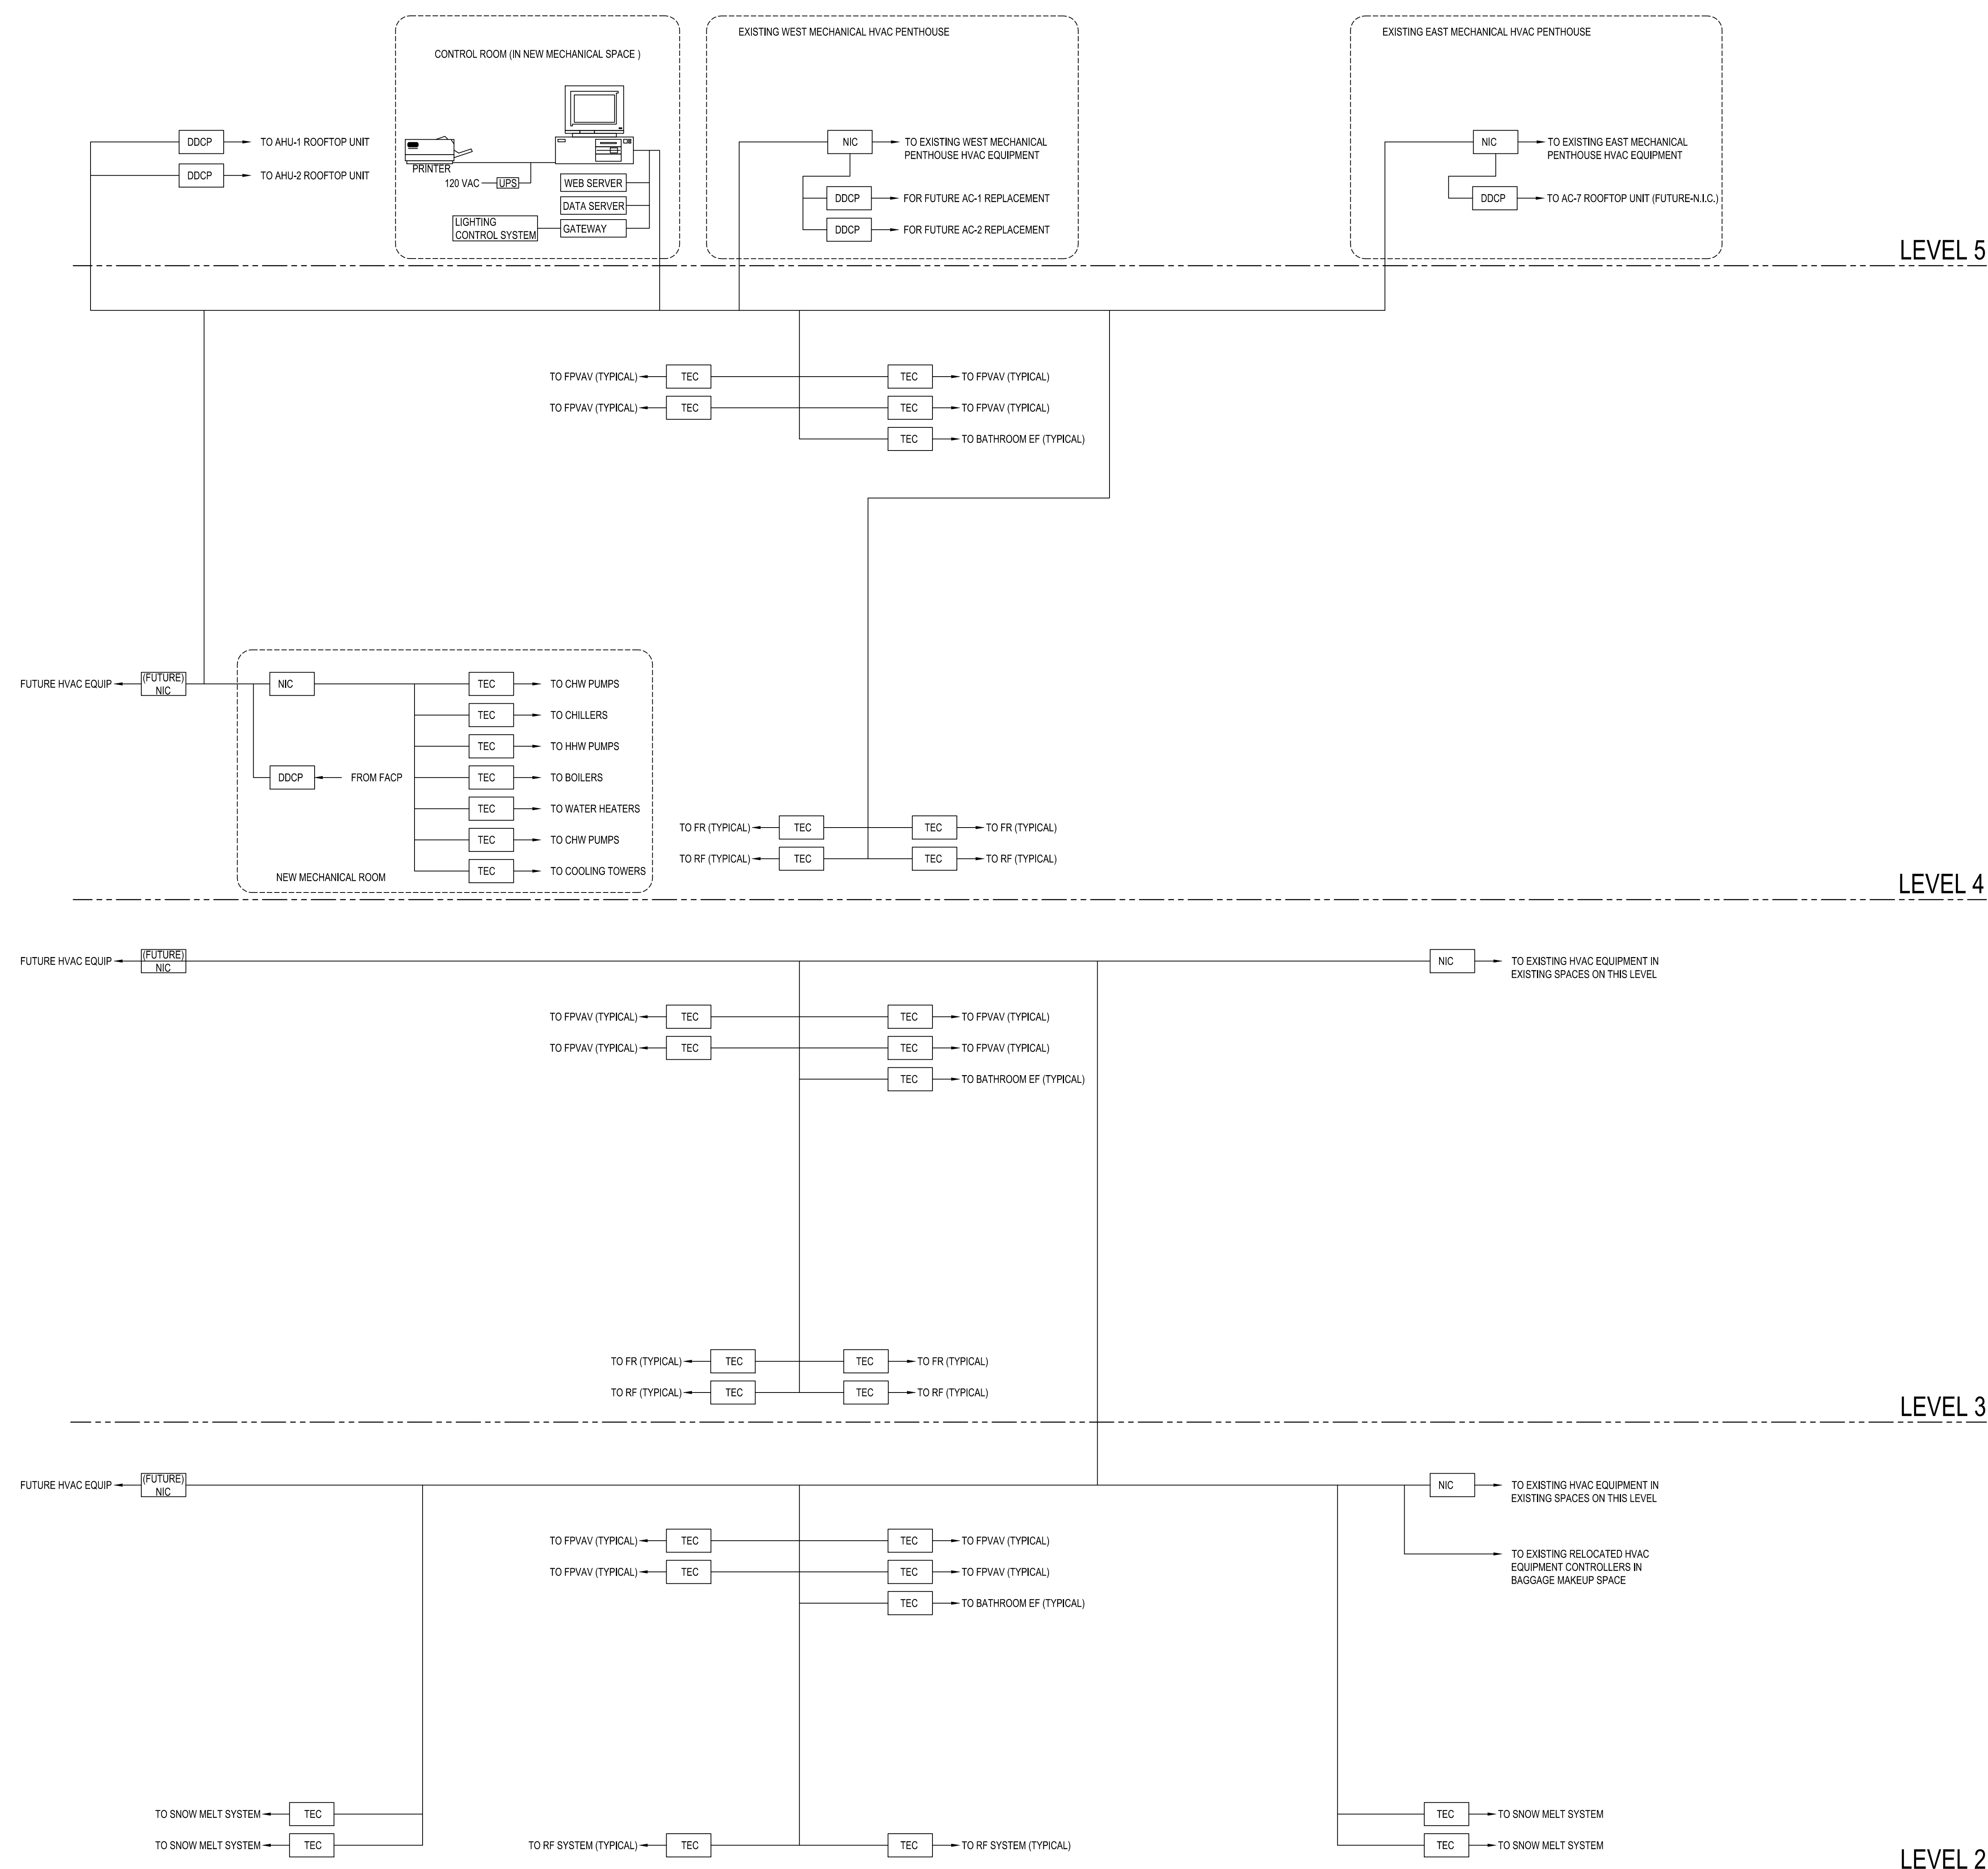 CONTROL ROOM (IN NEW MECHANICAL SPACE )
PRINTER
120 VAC
UPS
WEB SERVER
DATA SERVER
GATEWAY
LIGHTING
CONTROL SYSTEM
EXISTING WEST MECHANICAL HVAC PENTHOUSE
NIC
TO EXISTING WEST MECHANICAL
PENTHOUSE HVAC EQUIPMENT
DDCP
FOR FUTURE AC-1 REPLACEMENT
DDCP
FOR FUTURE AC-2 REPLACEMENT
EXISTING EAST MECHANICAL HVAC PENTHOUSE
NIC
TO EXISTING EAST MECHANICAL
PENTHOUSE HVAC EQUIPMENT
DDCP
TO AC-7 ROOFTOP UNIT (FUTURE-N.I.C.)
DDCP
TO AHU-1 ROOFTOP UNIT
DDCP
TO AHU-2 ROOFTOP UNIT
LEVEL 5
TO FPVAV (TYPICAL)
TEC
TEC
TO FPVAV (TYPICAL)
TO FPVAV (TYPICAL)
TEC
TEC
TO FPVAV (TYPICAL)
TEC
TO BATHROOM EF (TYPICAL)
FUTURE HVAC EQUIP
(FUTURE)
NIC
NIC
TEC
TO CHW PUMPS
TEC
TO CHILLERS
TEC
TO HHW PUMPS
DDCP
FROM FACP
TEC
TO BOILERS
TEC
TO WATER HEATERS
TEC
TO CHW PUMPS
TEC
TO COOLING TOWERS
NEW MECHANICAL ROOM
TO FR (TYPICAL)
TEC
TEC
TO FR (TYPICAL)
TO RF (TYPICAL)
TEC
TEC
TO RF (TYPICAL)
LEVEL 4
FUTURE HVAC EQUIP
(FUTURE)
NIC
NIC
TO EXISTING HVAC EQUIPMENT IN
EXISTING SPACES ON THIS LEVEL
TO FPVAV (TYPICAL)
TEC
TEC
TO FPVAV (TYPICAL)
TO FPVAV (TYPICAL)
TEC
TEC
TO FPVAV (TYPICAL)
TEC
TO BATHROOM EF (TYPICAL)
TO FR (TYPICAL)
TEC
TEC
TO FR (TYPICAL)
TO RF (TYPICAL)
TEC
TEC
TO RF (TYPICAL)
LEVEL 3
FUTURE HVAC EQUIP
(FUTURE)
NIC
NIC
TO EXISTING HVAC EQUIPMENT IN
EXISTING SPACES ON THIS LEVEL
TO EXISTING RELOCATED HVAC
EQUIPMENT CONTROLLERS IN
BAGGAGE MAKEUP SPACE
TO FPVAV (TYPICAL)
TEC
TEC
TO FPVAV (TYPICAL)
TO FPVAV (TYPICAL)
TEC
TEC
TO FPVAV (TYPICAL)
TEC
TO BATHROOM EF (TYPICAL)
TO SNOW MELT SYSTEM
TEC
TEC
TO SNOW MELT SYSTEM
TO SNOW MELT SYSTEM
TEC
TO RF SYSTEM (TYPICAL)
TEC
TEC
TO RF SYSTEM (TYPICAL)
TEC
TO SNOW MELT SYSTEM
LEVEL 2